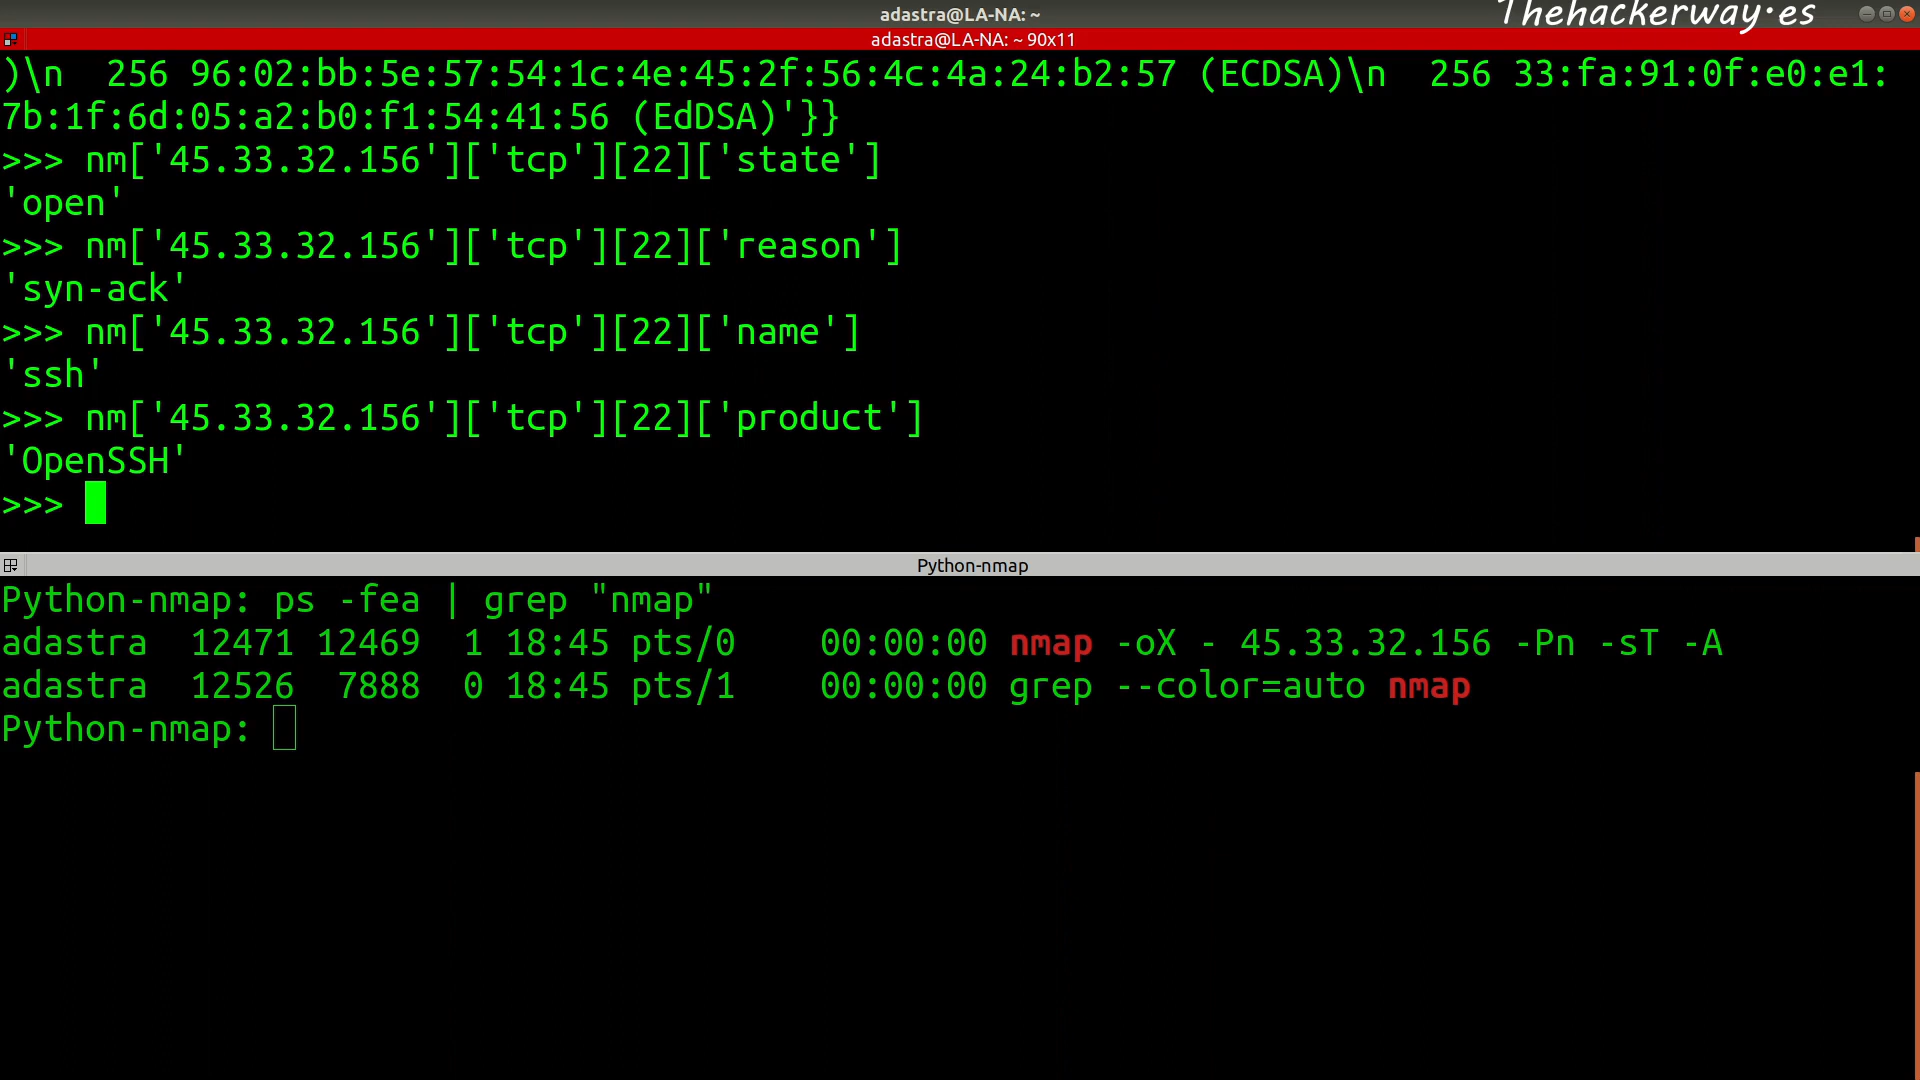 adastra@LA-NA: ~
Thehackerway.es
adastra@LA-NA: ~ 90x11
)\n  256 96:02:bb:5e:57:54:1c:4e:45:2f:56:4c:4a:24:b2:57 (ECDSA)\n  256 33:fa:91:0f:e0:e1:
7b:1f:6d:05:a2:b0:f1:54:41:56 (EdDSA)'}}
>>> nm['45.33.32.156']['tcp'][22]['state']
'open'
>>> nm['45.33.32.156']['tcp'][22]['reason']
'syn-ack'
>>> nm['45.33.32.156']['tcp'][22]['name']
'ssh'
>>> nm['45.33.32.156']['tcp'][22]['product']
'OpenSSH'
>>>
Python-nmap
Python-nmap: ps -fea | grep "nmap"
adastra  12471 12469  1 18:45 pts/0    00:00:00 nmap -oX - 45.33.32.156 -Pn -sT -A
adastra  12526  7888  0 18:45 pts/1    00:00:00 grep --color=auto nmap
Python-nmap: